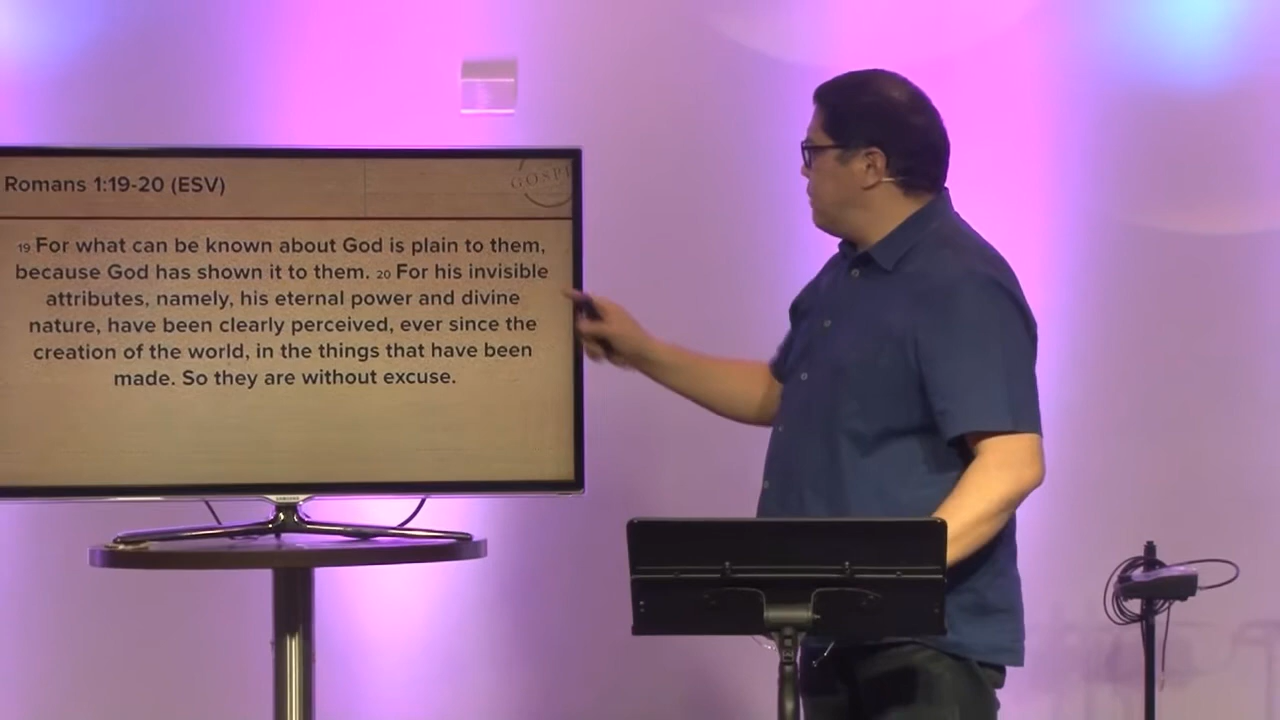 Romans 1:19-20 (ESV)
19 For what can be known about God is plain to them,
because God has shown it to them. 20 For his invisible
attributes, namely, his eternal power and divine
nature, have been clearly perceived, ever since the
creation of the world, in the things that have been
made. So they are without excuse.
SAMSUNG